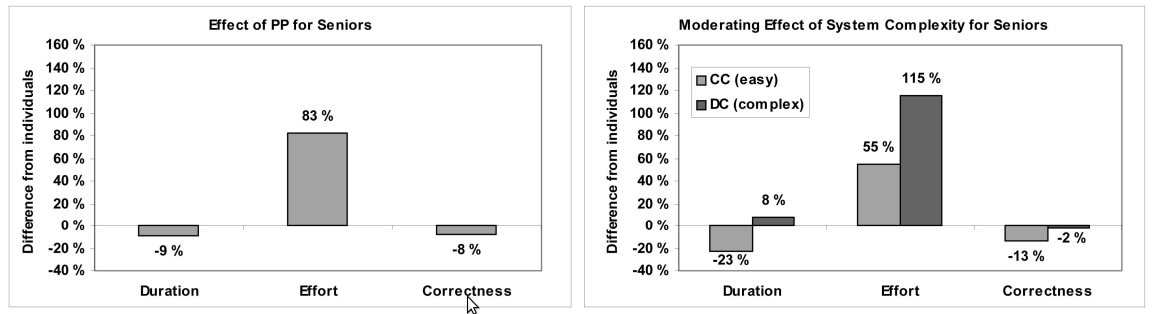 Effect of PP for Seniors
Difference from individuals
160 %
140 %
120 %
100 %
80 %
60 %
40 %
20 %
0 %
-20 %
-40 %
-9 %
83 %
-8 %
Duration
Effort
Correctness
Moderating Effect of System Complexity for Seniors
Difference from individuals
160 %
140 %
120 %
100 %
80 %
60 %
40 %
20 %
0 %
-20 %
-40 %
CC (easy)
DC (complex)
-23 %
8 %
55 %
115 %
-13 %
-2 %
Duration
Effort
Correctness